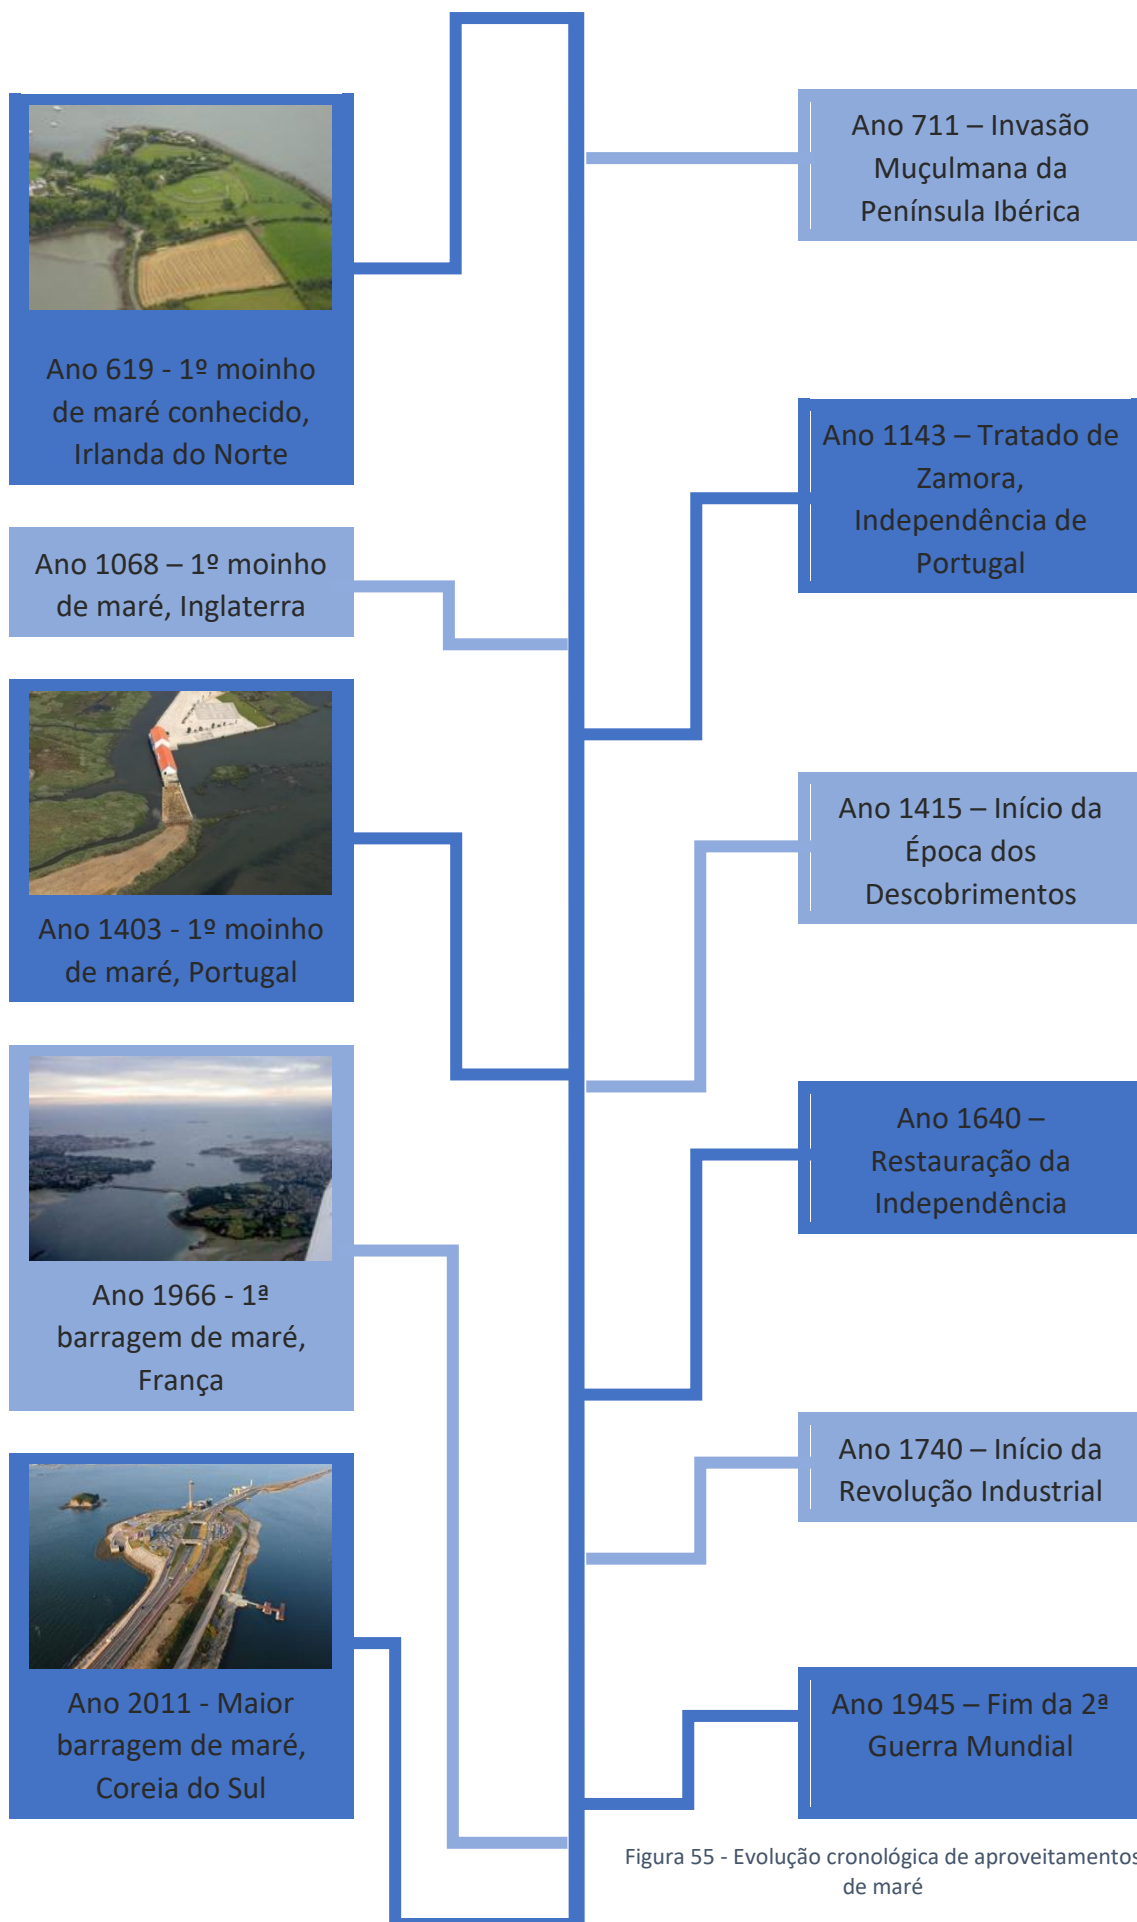 Ano 619 - 1º moinho
de maré conhecido,
Irlanda do Norte
Ano 1068 – 1º moinho
de maré, Inglaterra
Ano 1403 - 1º moinho
de maré, Portugal
Ano 1966 - 1ª
barragem de maré,
França
Ano 2011 - Maior
barragem de maré,
Coreia do Sul
Ano 711 – Invasão
Muçulmana da
Península Ibérica
Ano 1143 – Tratado de
Zamora,
Independência de
Portugal
Ano 1415 – Início da
Época dos
Descobrimentos
Ano 1640 –
Restauração da
Independência
Ano 1740 – Início da
Revolução Industrial
Ano 1945 – Fim da 2ª
Guerra Mundial
Figura 55 - Evolução cronológica de aproveitamentos
de maré